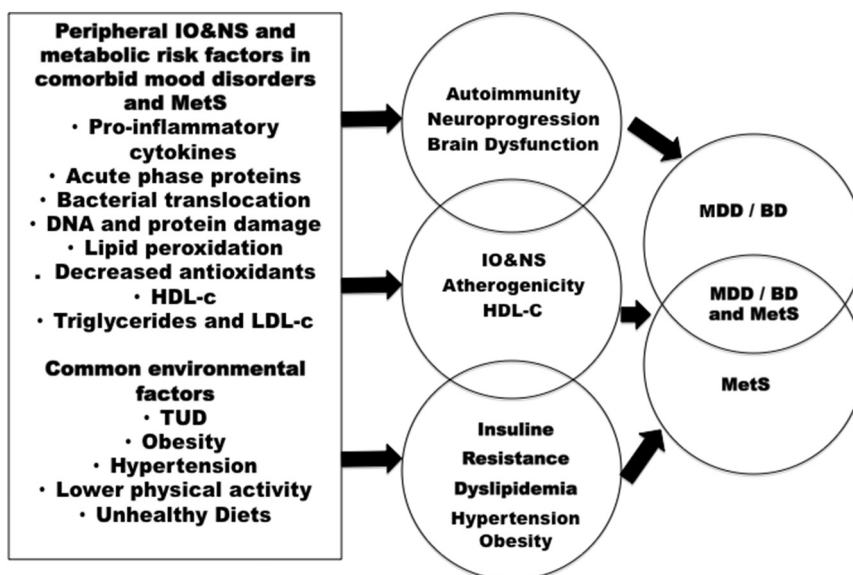 Peripheral IO&NS and
metabolic risk factors in
comorbid mood disorders
and MetS
• Pro-inflammatory
cytokines
• Acute phase proteins
• Bacterial translocation
• DNA and protein damage
• Lipid peroxidation
. Decreased antioxidants
• HDL-c
• Triglycerides and LDL-c
Common environmental
factors
• TUD
• Obesity
• Hypertension
• Lower physical activity
• Unhealthy Diets
Autoimmunity
Neuroprogression
Brain Dysfunction
IO&NS
Atherogenicity
HDL-C
Insuline
Resistance
Dyslipidemia
Hypertension
Obesity
MDD / BD
MDD / BD
and MetS
MetS